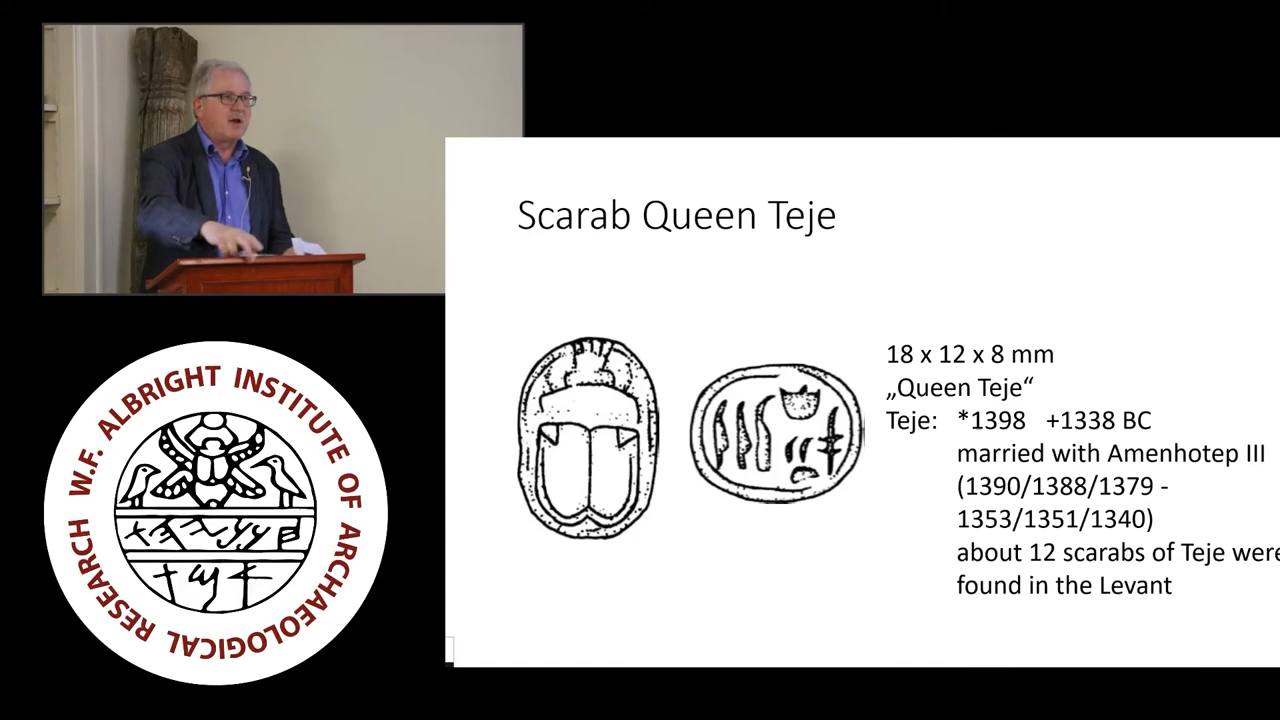 Scarab Queen Teje
18 x 12 x 8 mm
„Queen Teje“
Teje: *1398 +1338 BC
married with Amenhotep III
(1390/1388/1379 -
1353/1351/1340)
about 12 scarabs of Teje were
found in the Levant
W.F. ALBRIGHT INSTITUTE OF ARCHAEOLOGICAL RESEARCH